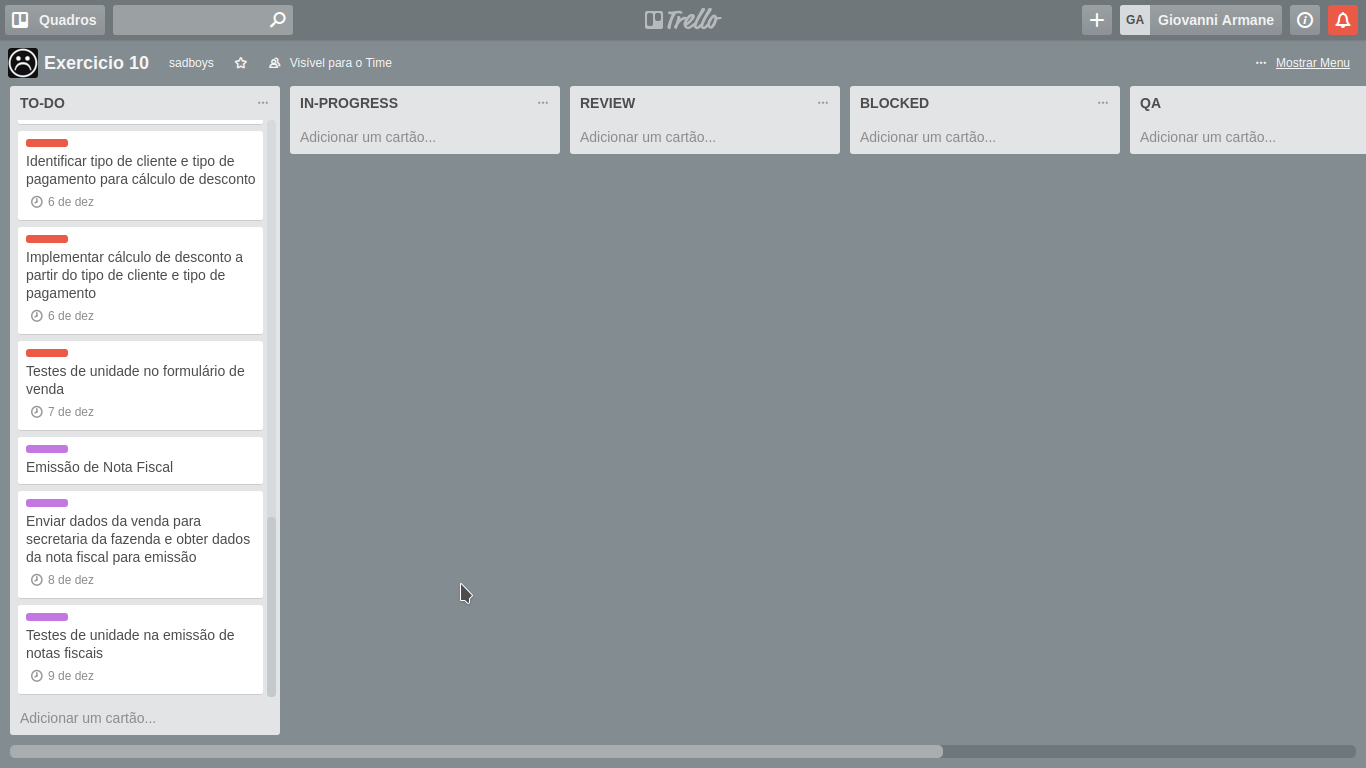 Quadros
Trello
GA Giovanni Armane
Exercicio 10 sadboys Visível para o Time
Mostrar Menu
TO-DO
Identificar tipo de cliente e tipo de
pagamento para cálculo de desconto
6 de dez
Implementar cálculo de desconto a
partir do tipo de cliente e tipo de
pagamento
6 de dez
Testes de unidade no formulário de
venda
7 de dez
Emissão de Nota Fiscal
Enviar dados da venda para
secretaria da fazenda e obter dados
da nota fiscal para emissão
8 de dez
Testes de unidade na emissão de
notas fiscais
9 de dez
Adicionar um cartão...
IN-PROGRESS
Adicionar um cartão...
REVIEW
Adicionar um cartão...
BLOCKED
Adicionar um cartão...
QA
Adicionar um cartão...